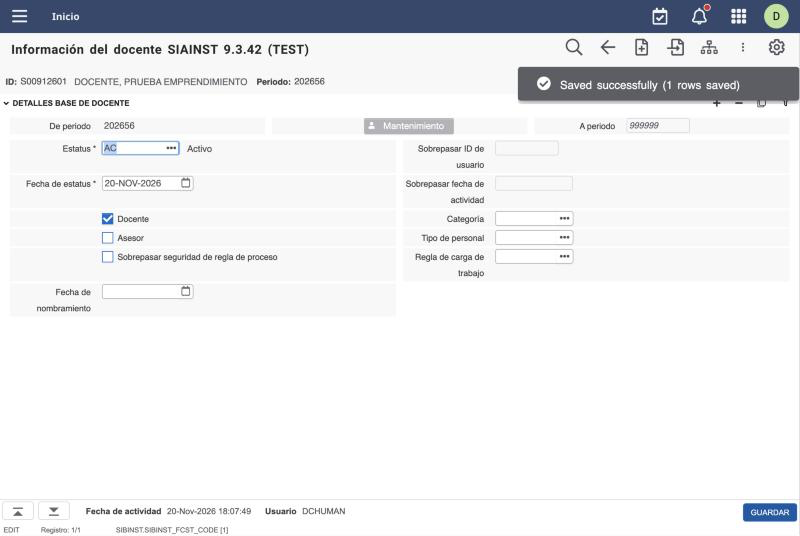 Inicio
D
Información del docente SIAINST 9.3.42 (TEST)
ID: S00912601 DOCENTE, PRUEBA EMPRENDIMIENTO Periodo: 202656
Saved successfully (1 rows saved)
DETALLES BASE DE DOCENTE
De periodo 202656 Mantenimiento A periodo 999999
Estatus * AC ••• Activo
Sobrepasar ID de
usuario
Fecha de estatus * 20-NOV-2026
Sobrepasar fecha de
actividad
Docente
Categoría •••
Asesor
Tipo de personal •••
Sobrepasar seguridad de regla de proceso
Regla de carga de •••
trabajo
Fecha de
nombramiento
Fecha de actividad 20-Nov-2026 18:07:49 Usuario DCHUMAN
GUARDAR
EDIT Registro: 1/1 SIBINST.SIBINST_FCST_CODE [1]